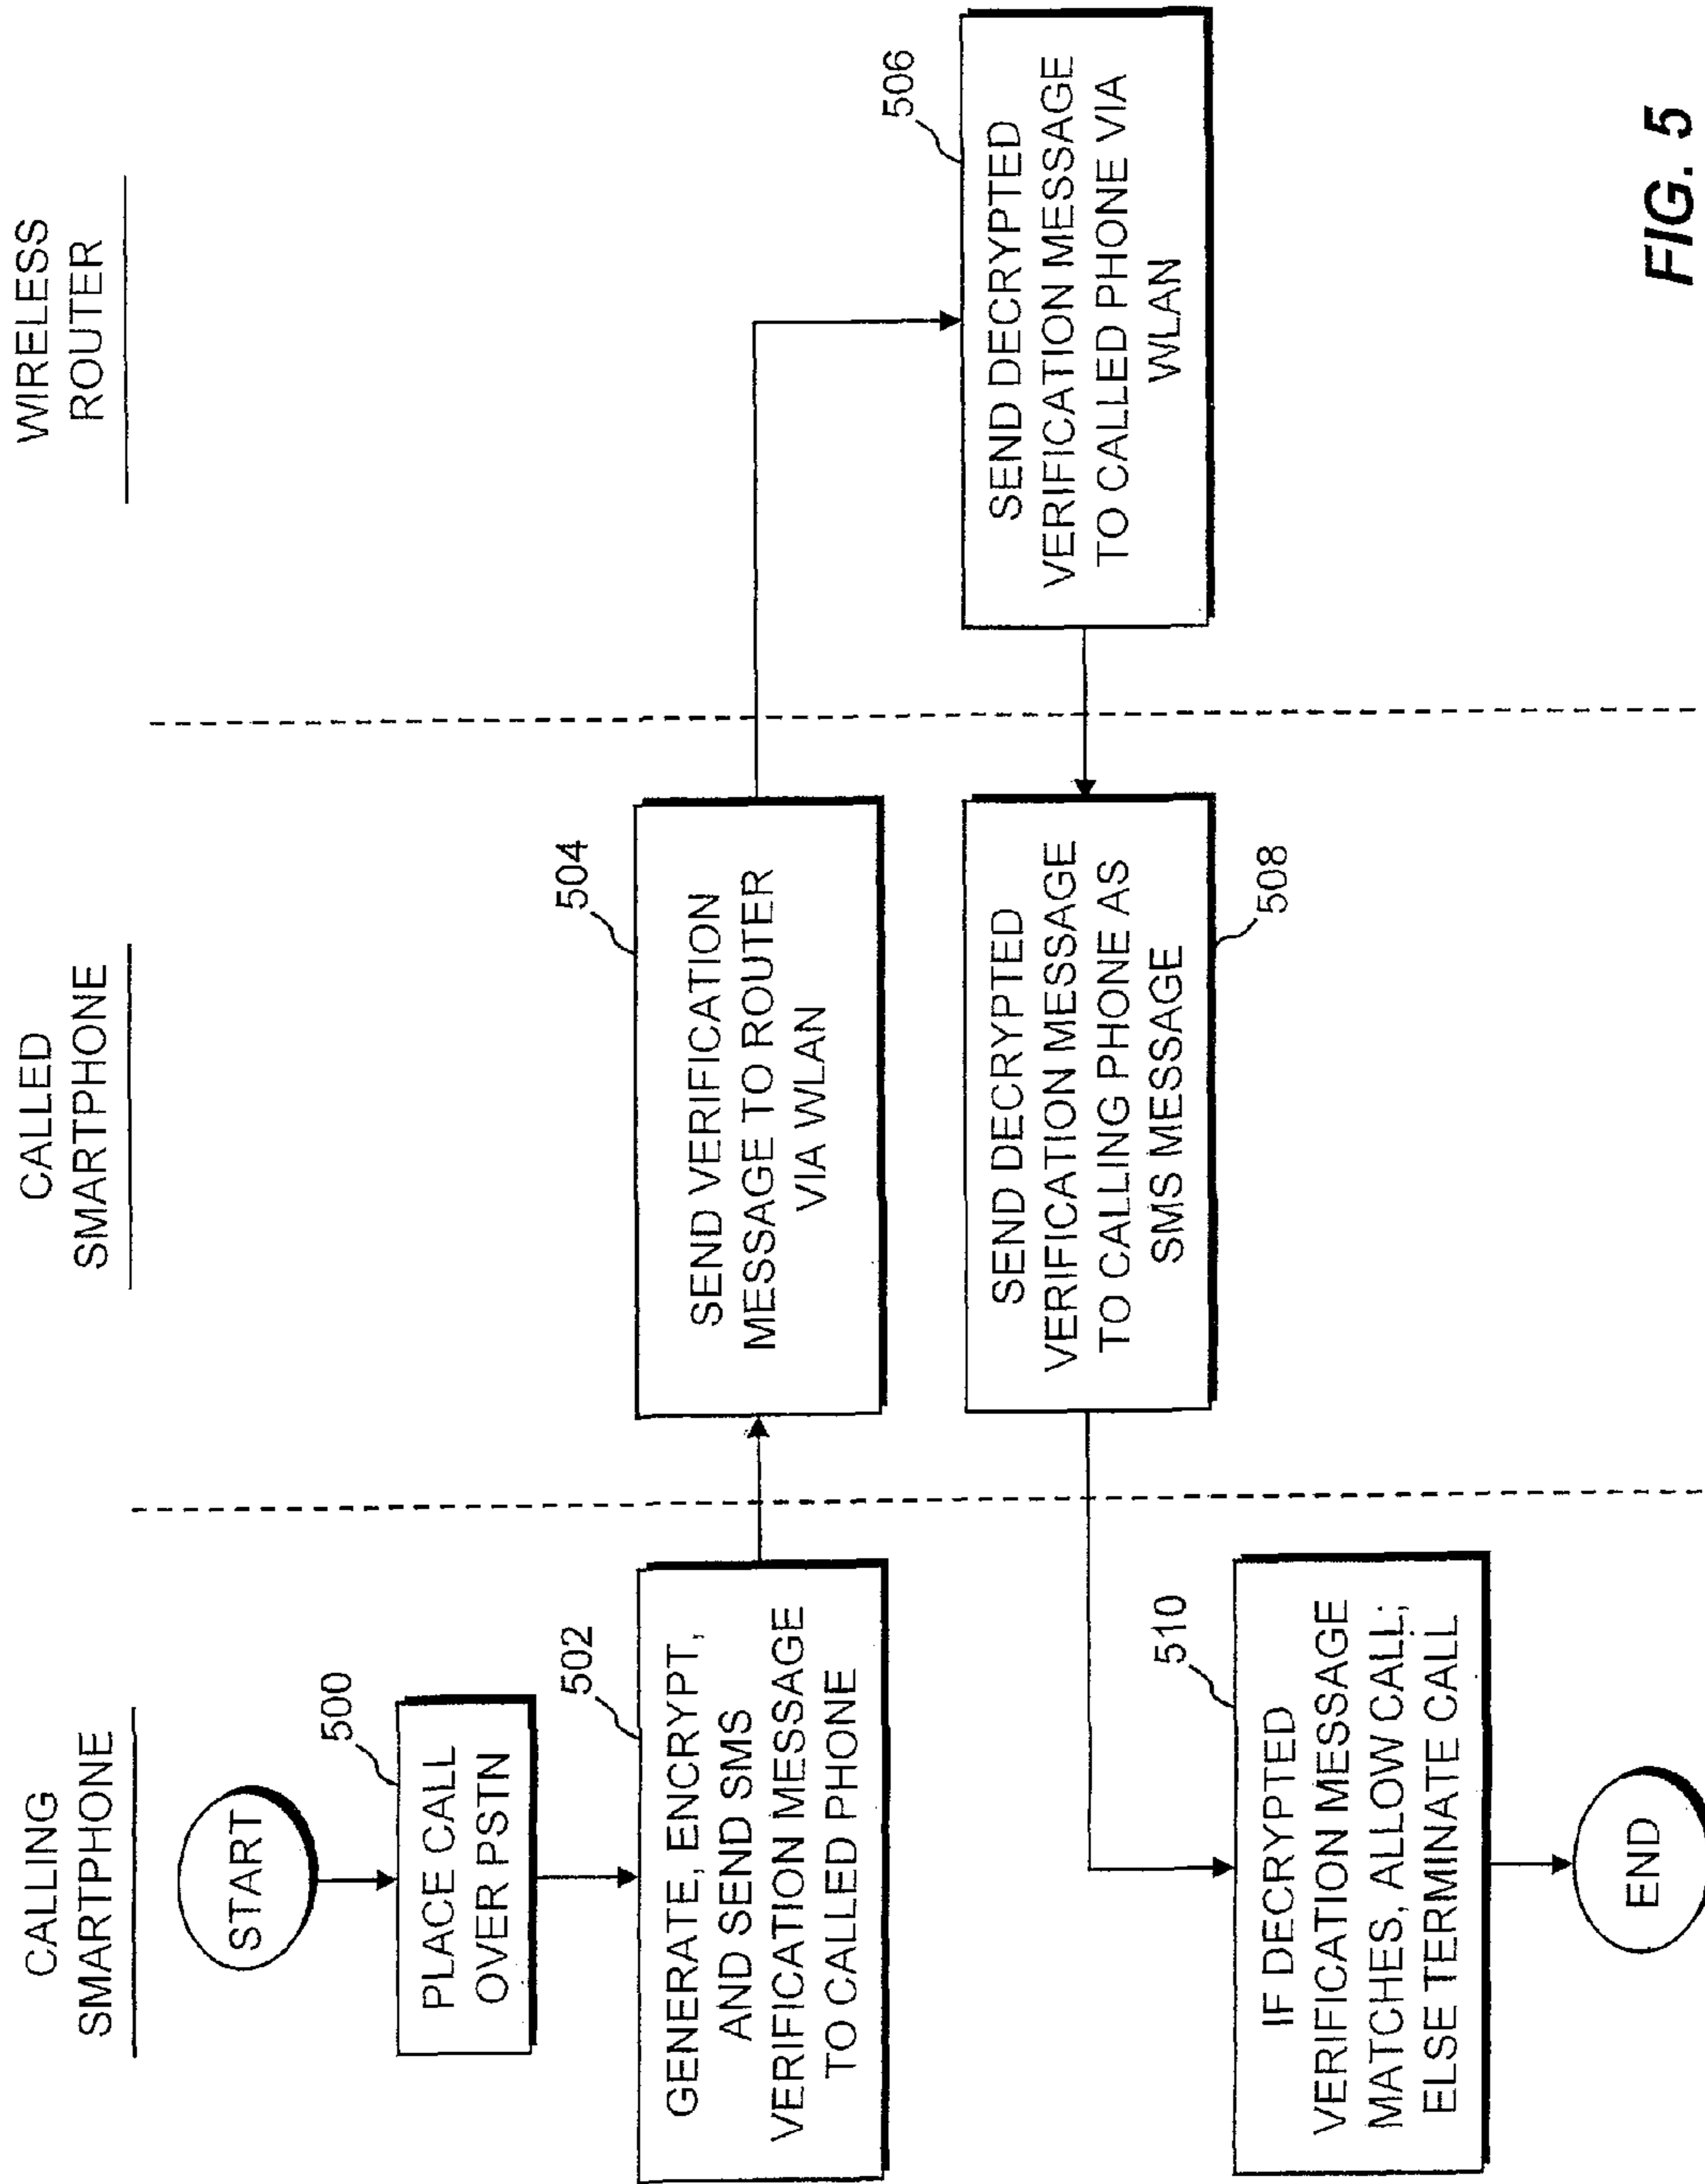 CALLING
SMARTPHONE
CALLED
SMARTPHONE
WIRELESS
ROUTER
START
500
PLACE CALL
OVER PSTN
502
GENERATE, ENCRYPT,
AND SEND SMS
VERIFICATION MESSAGE
TO CALLED PHONE
504
SEND VERIFICATION
MESSAGE TO ROUTER
VIA WLAN
506
SEND DECRYPTED
VERIFICATION MESSAGE
TO CALLED PHONE VIA
WLAN
SEND DECRYPTED
VERIFICATION MESSAGE
TO CALLING PHONE AS
SMS MESSAGE
508
510
IF DECRYPTED
VERIFICATION MESSAGE
MATCHES, ALLOW CALL;
ELSE TERMINATE CALL
END
FIG. 5